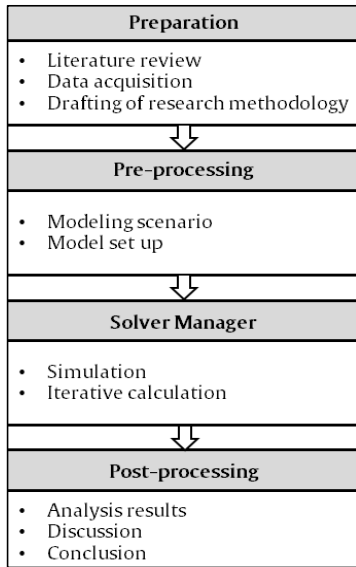 Preparation
• Literature review
• Data acquisition
• Drafting of research methodology
Pre-processing
• Modeling scenario
• Model set up
Solver Manager
• Simulation
• Iterative calculation
Post-processing
• Analysis results
• Discussion
• Conclusion